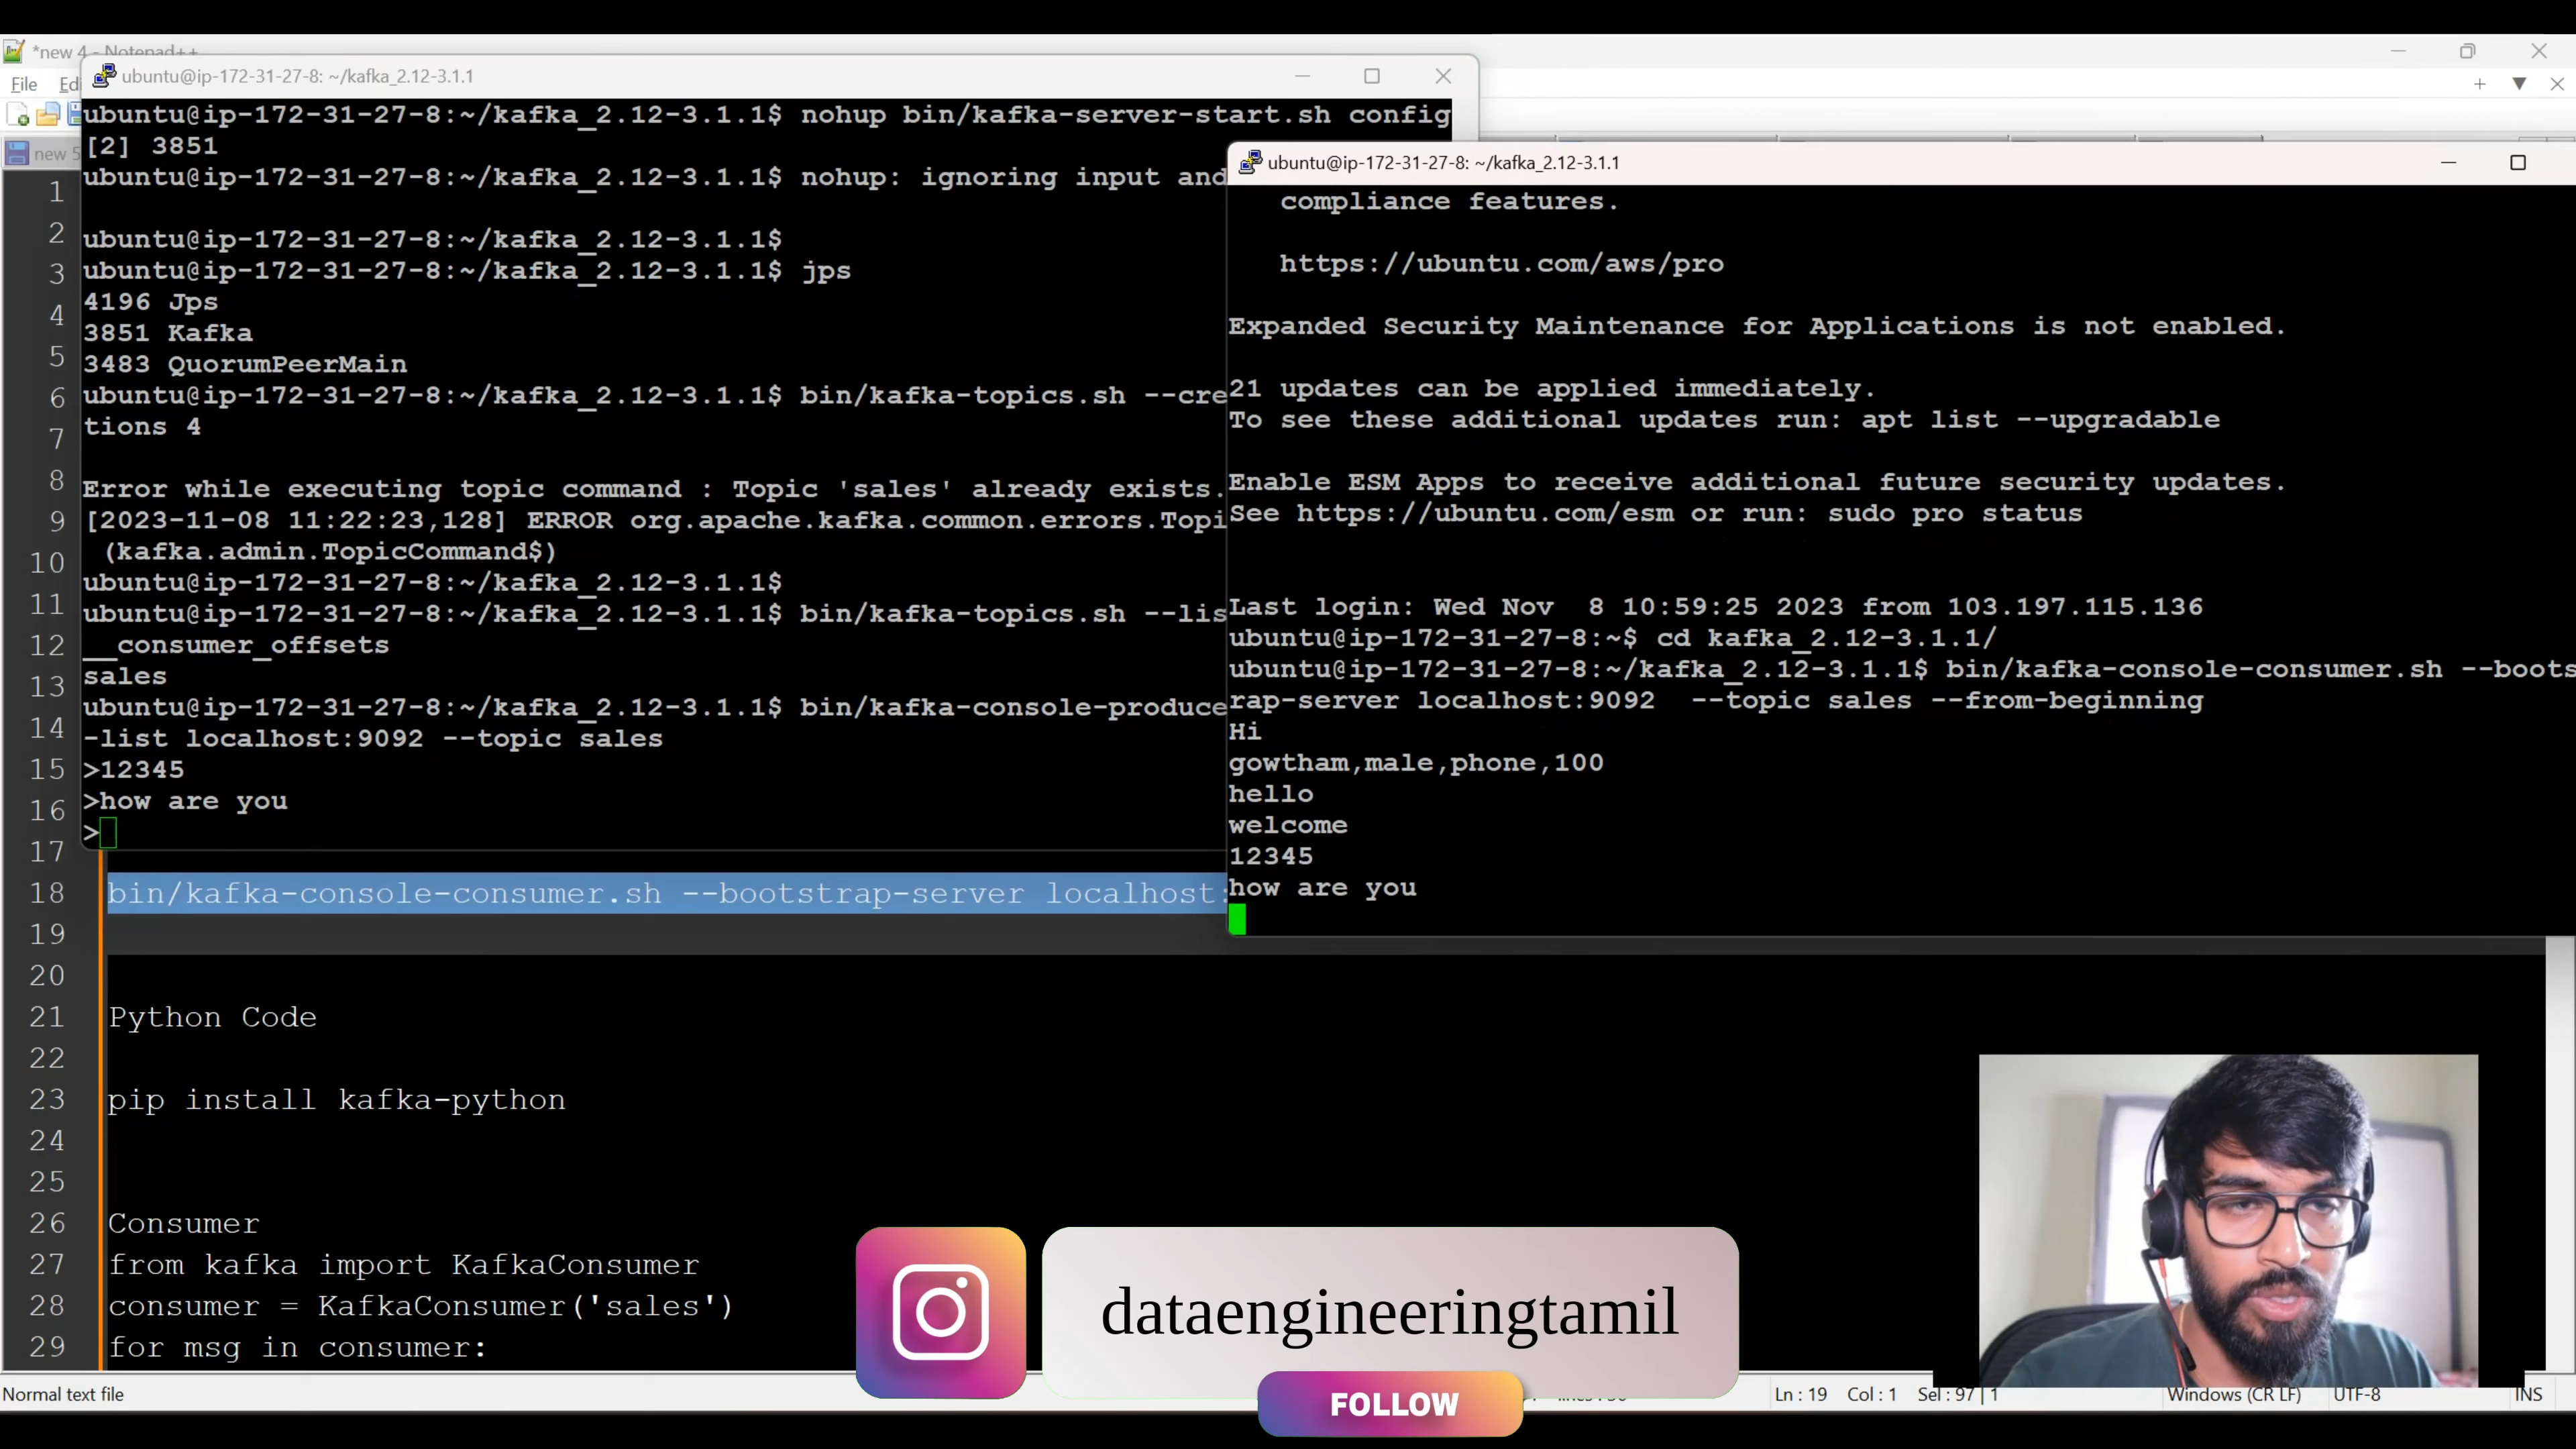 *new 4 - Notepad++
File
new 5
ubuntu@ip-172-31-27-8: ~/kafka_2.12-3.1.1
ubuntu@ip-172-31-27-8:~/kafka_2.12-3.1.1$ nohup bin/kafka-server-start.sh config
[2] 3851
ubuntu@ip-172-31-27-8:~/kafka_2.12-3.1.1$ nohup: ignoring input and
ubuntu@ip-172-31-27-8:~/kafka_2.12-3.1.1$
ubuntu@ip-172-31-27-8:~/kafka_2.12-3.1.1$ jps
4196 Jps
3851 Kafka
3483 QuorumPeerMain
ubuntu@ip-172-31-27-8:~/kafka_2.12-3.1.1$ bin/kafka-topics.sh --cre
tions 4
Error while executing topic command : Topic 'sales' already exists.
[2023-11-08 11:22:23,128] ERROR org.apache.kafka.common.errors.Topi
(kafka.admin.TopicCommand$)
ubuntu@ip-172-31-27-8:~/kafka_2.12-3.1.1$
ubuntu@ip-172-31-27-8:~/kafka_2.12-3.1.1$ bin/kafka-topics.sh --lis
__consumer_offsets
sales
ubuntu@ip-172-31-27-8:~/kafka_2.12-3.1.1$ bin/kafka-console-produce
-list localhost:9092 --topic sales
>12345
>how are you
>
ubuntu@ip-172-31-27-8: ~/kafka_2.12-3.1.1
compliance features.
https://ubuntu.com/aws/pro
Expanded Security Maintenance for Applications is not enabled.
21 updates can be applied immediately.
To see these additional updates run: apt list --upgradable
Enable ESM Apps to receive additional future security updates.
See https://ubuntu.com/esm or run: sudo pro status
Last login: Wed Nov  8 10:59:25 2023 from 103.197.115.136
ubuntu@ip-172-31-27-8:~$ cd kafka_2.12-3.1.1/
ubuntu@ip-172-31-27-8:~/kafka_2.12-3.1.1$ bin/kafka-console-consumer.sh --boots
rap-server localhost:9092  --topic sales --from-beginning
Hi
gowtham,male,phone,100
hello
welcome
12345
how are you
1
2
3
4
5
6
7
8
9
10
11
12
13
14
15
16
17
18 bin/kafka-console-consumer.sh --bootstrap-server localhost:
19
20
21 Python Code
22
23 pip install kafka-python
24
25
26 Consumer
27 from kafka import KafkaConsumer
28 consumer = KafkaConsumer('sales')
29 for msg in consumer:
dataengineeringtamil
FOLLOW
Normal text file
Ln : 19 Col : 1 Sel : 97 | 1
Windows (CR LF)
UTF-8
INS